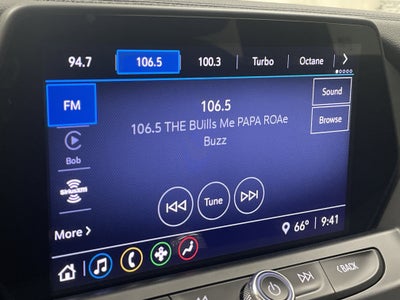 94.7 106.5 100.3 Turbo Octane
FM
106.5
Sound
106.5 THE BUills Me PAPA ROAe
Buzz
Browse
Bob
SiriusXM
Tune
More
66° 9:41
BACK